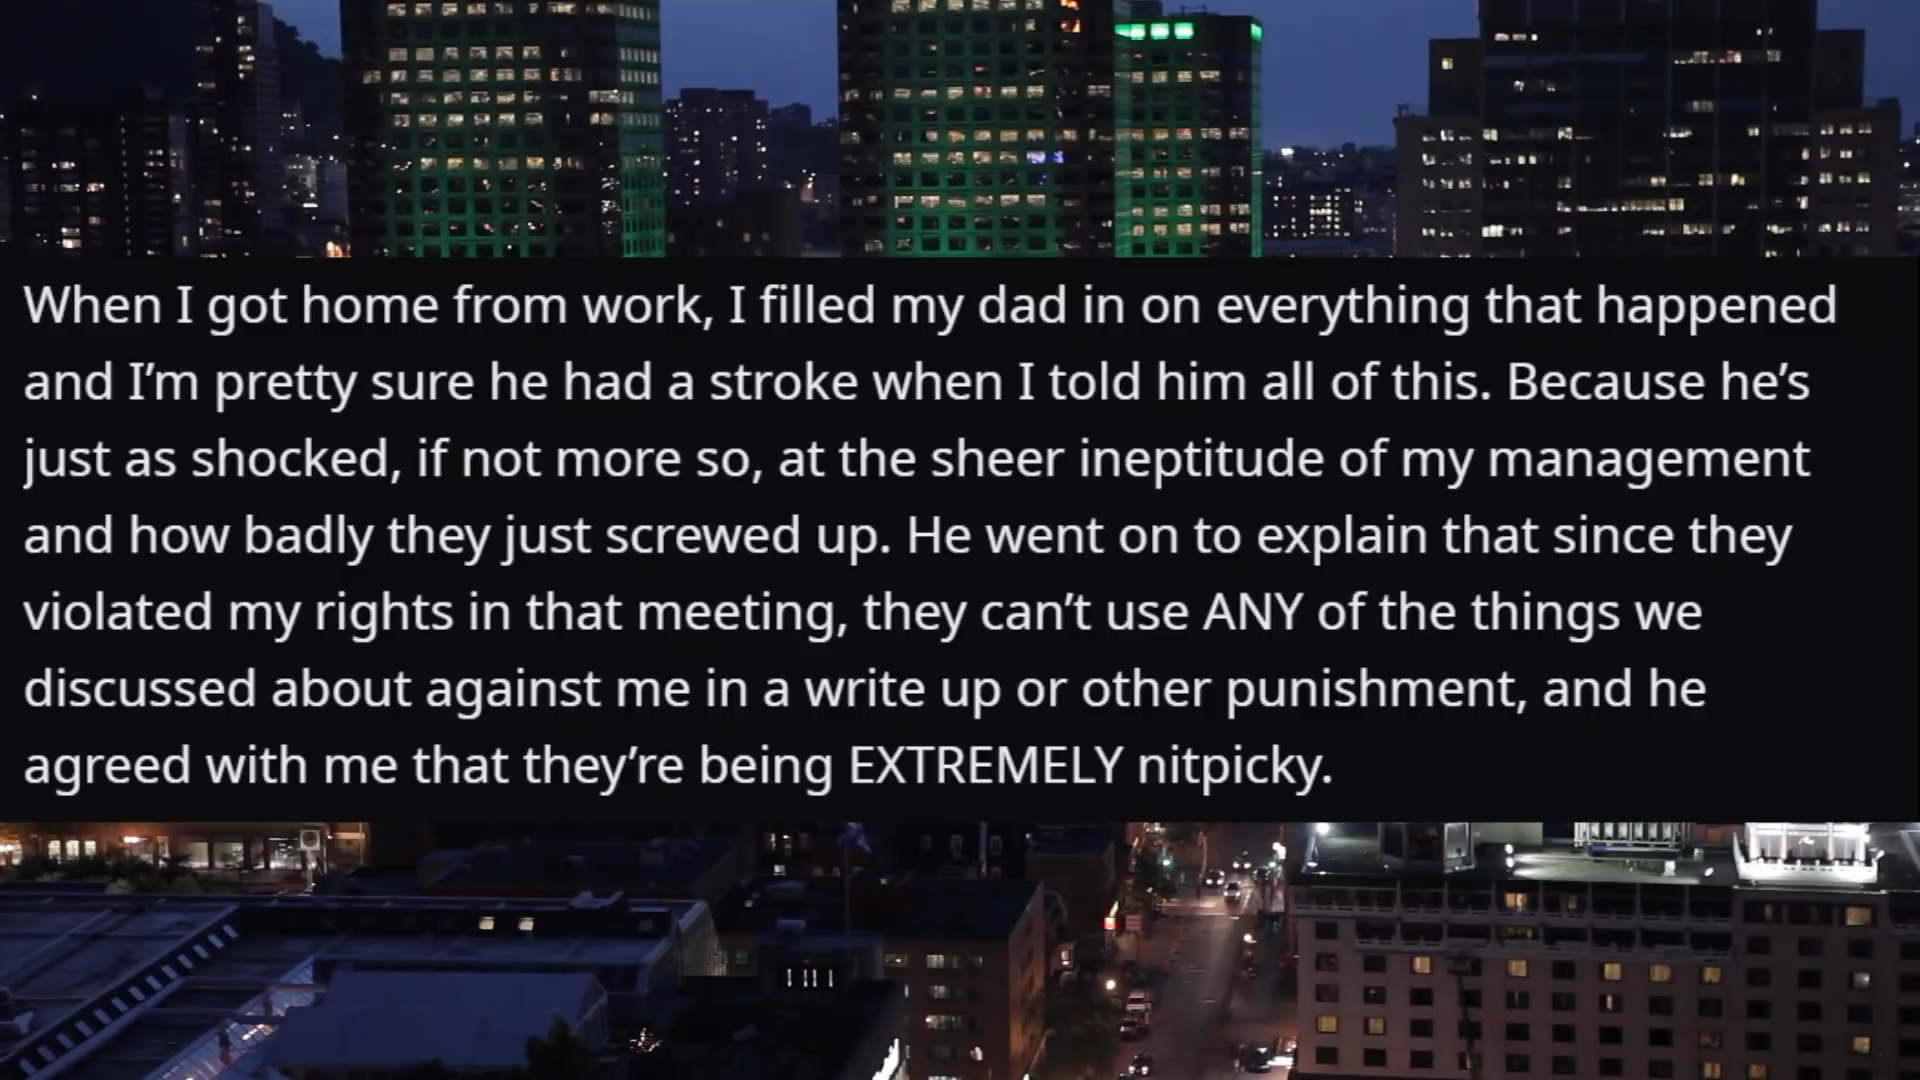 When I got home from work, I filled my dad in on everything that happened
and I’m pretty sure he had a stroke when I told him all of this. Because he’s
just as shocked, if not more so, at the sheer ineptitude of my management
and how badly they just screwed up. He went on to explain that since they
violated my rights in that meeting, they can’t use ANY of the things we
discussed about against me in a write up or other punishment, and he
agreed with me that they’re being EXTREMELY nitpicky.